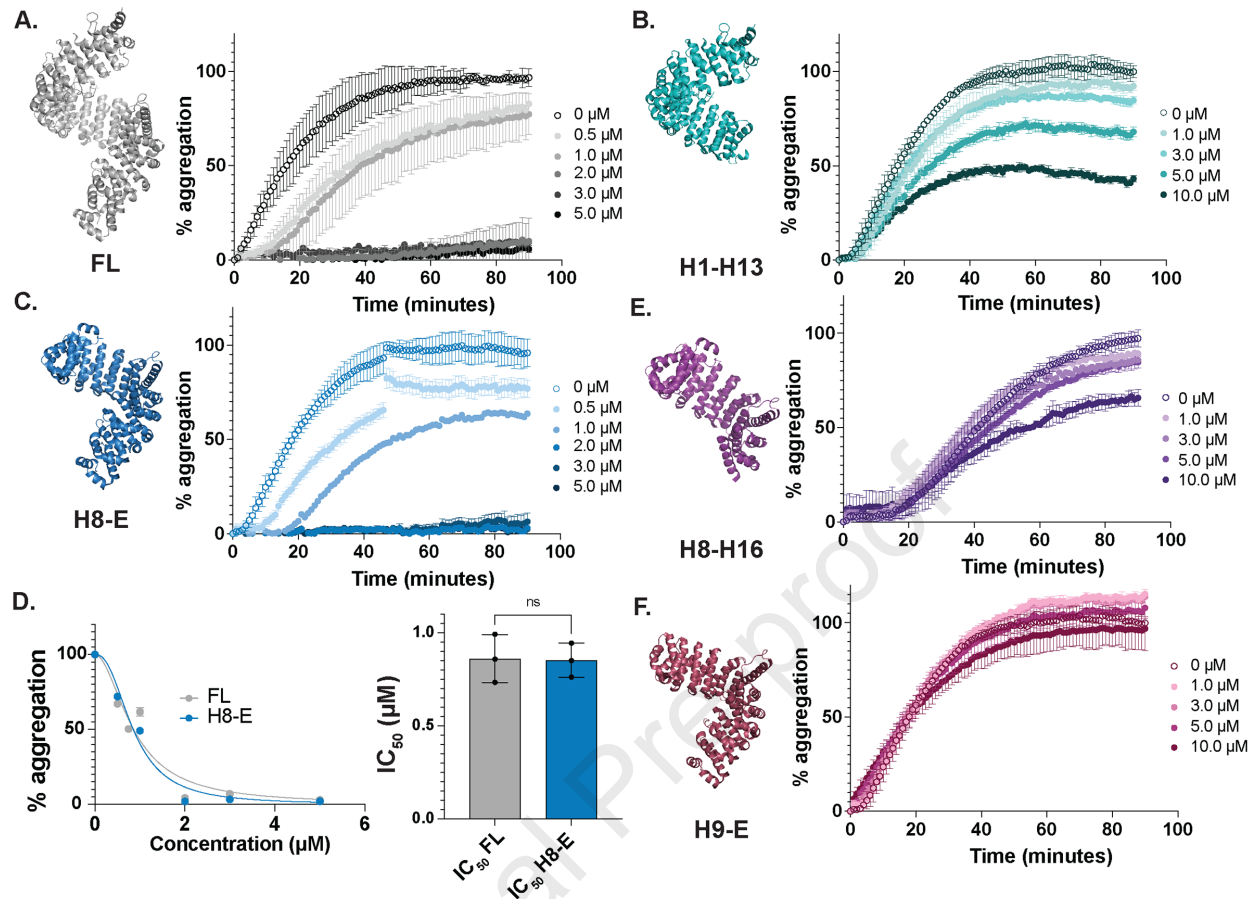 A.
% aggregation
100
50
0
0
20
40
60
80
100
Time (minutes)
FL
0 µM
0.5 µM
1.0 µM
2.0 µM
3.0 µM
5.0 µM
B.
% aggregation
100
50
0
0
20
40
60
80
100
Time (minutes)
H1-H13
0 µM
1.0 µM
3.0 µM
5.0 µM
10.0 µM
C.
% aggregation
100
50
0
0
20
40
60
80
100
Time (minutes)
H8-E
0 µM
0.5 µM
1.0 µM
2.0 µM
3.0 µM
5.0 µM
E.
% aggregation
100
50
0
0
20
40
60
80
100
Time (minutes)
H8-H16
0 µM
1.0 µM
3.0 µM
5.0 µM
10.0 µM
D.
% aggregation
100
50
0
0
2
4
6
Concentration (µM)
FL
H8-E
IC50 (µM)
1.0
0.5
0.0
ns
IC50 FL
IC50 H8-E
F.
% aggregation
100
50
0
0
20
40
60
80
100
Time (minutes)
H9-E
0 µM
1.0 µM
3.0 µM
5.0 µM
10.0 µM
al Pre-proof